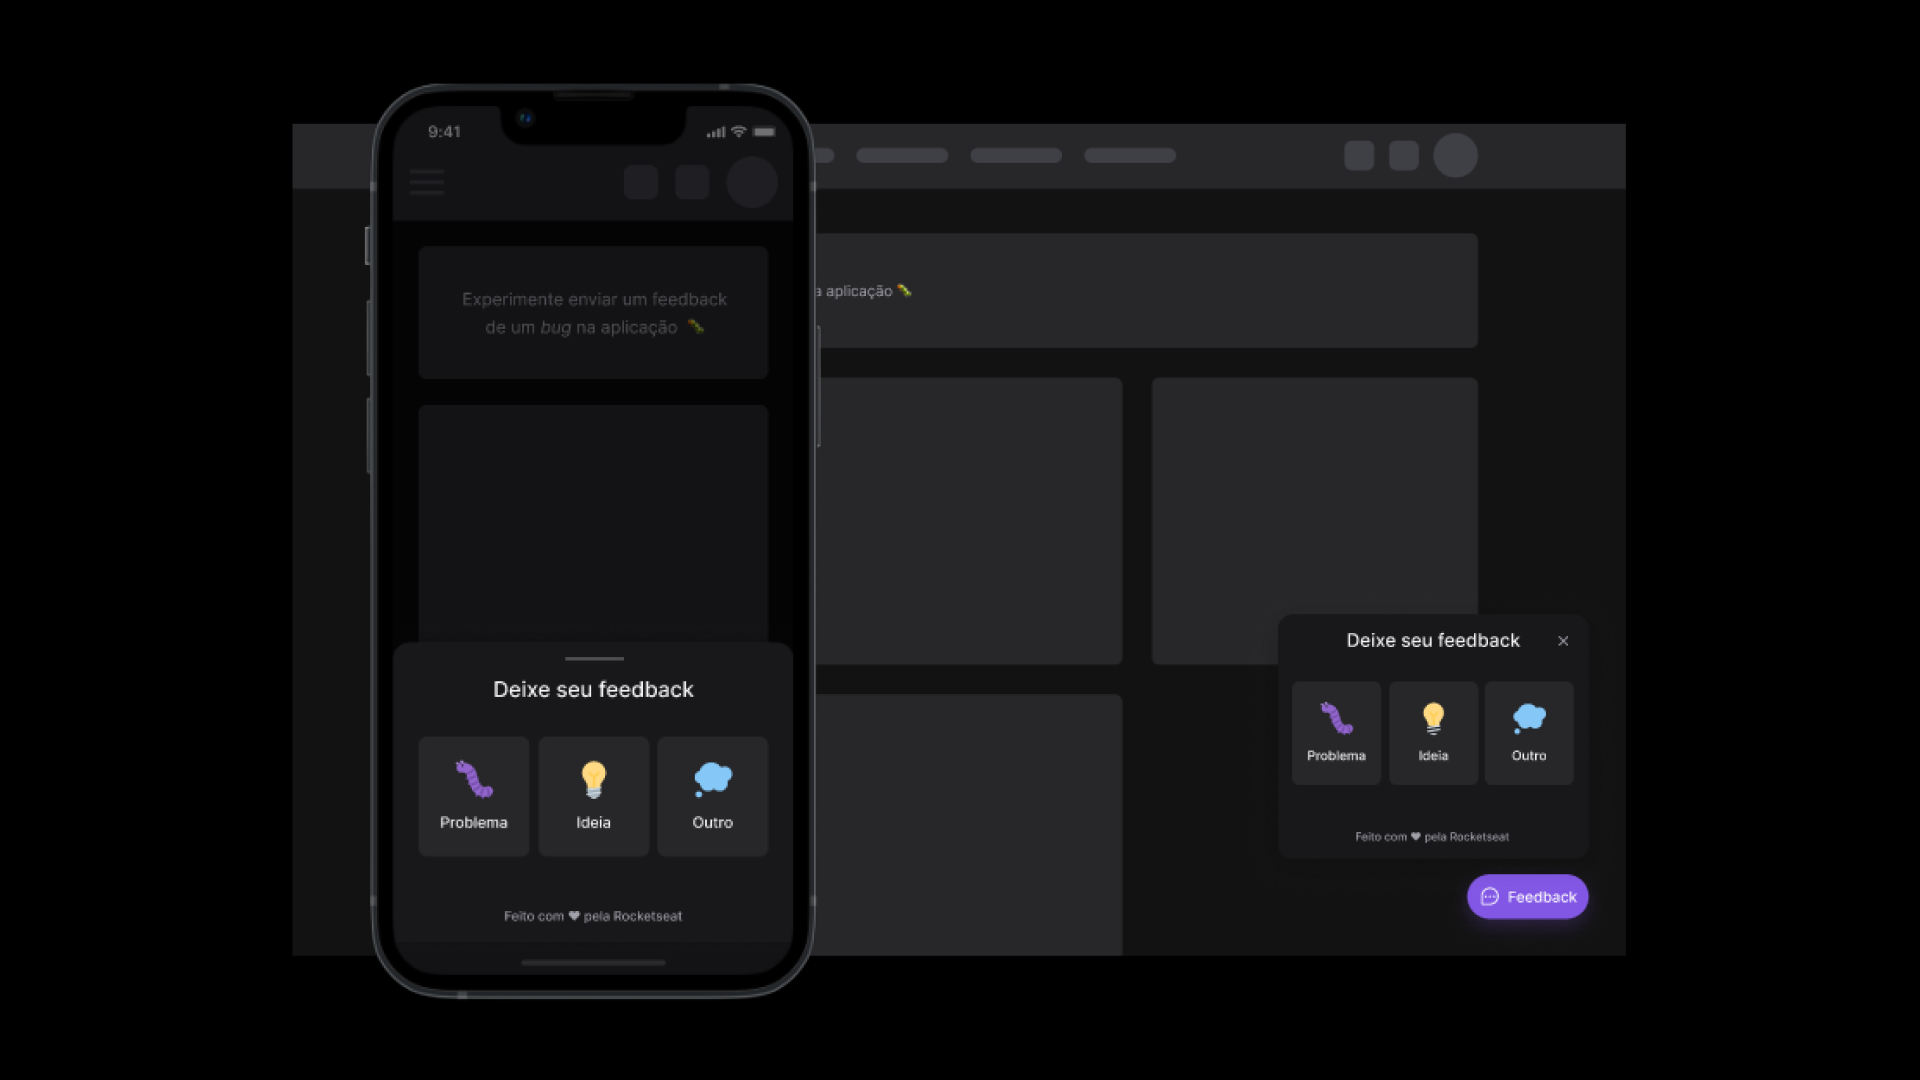 9:41
Experimente enviar um feedback
de um bug na aplicação
Deixe seu feedback
Problema
Ideia
Outro
Feito com ❤ pela Rocketseat
a aplicação
Deixe seu feedback
Problema
Ideia
Outro
Feito com ❤ pela Rocketseat
Feedback